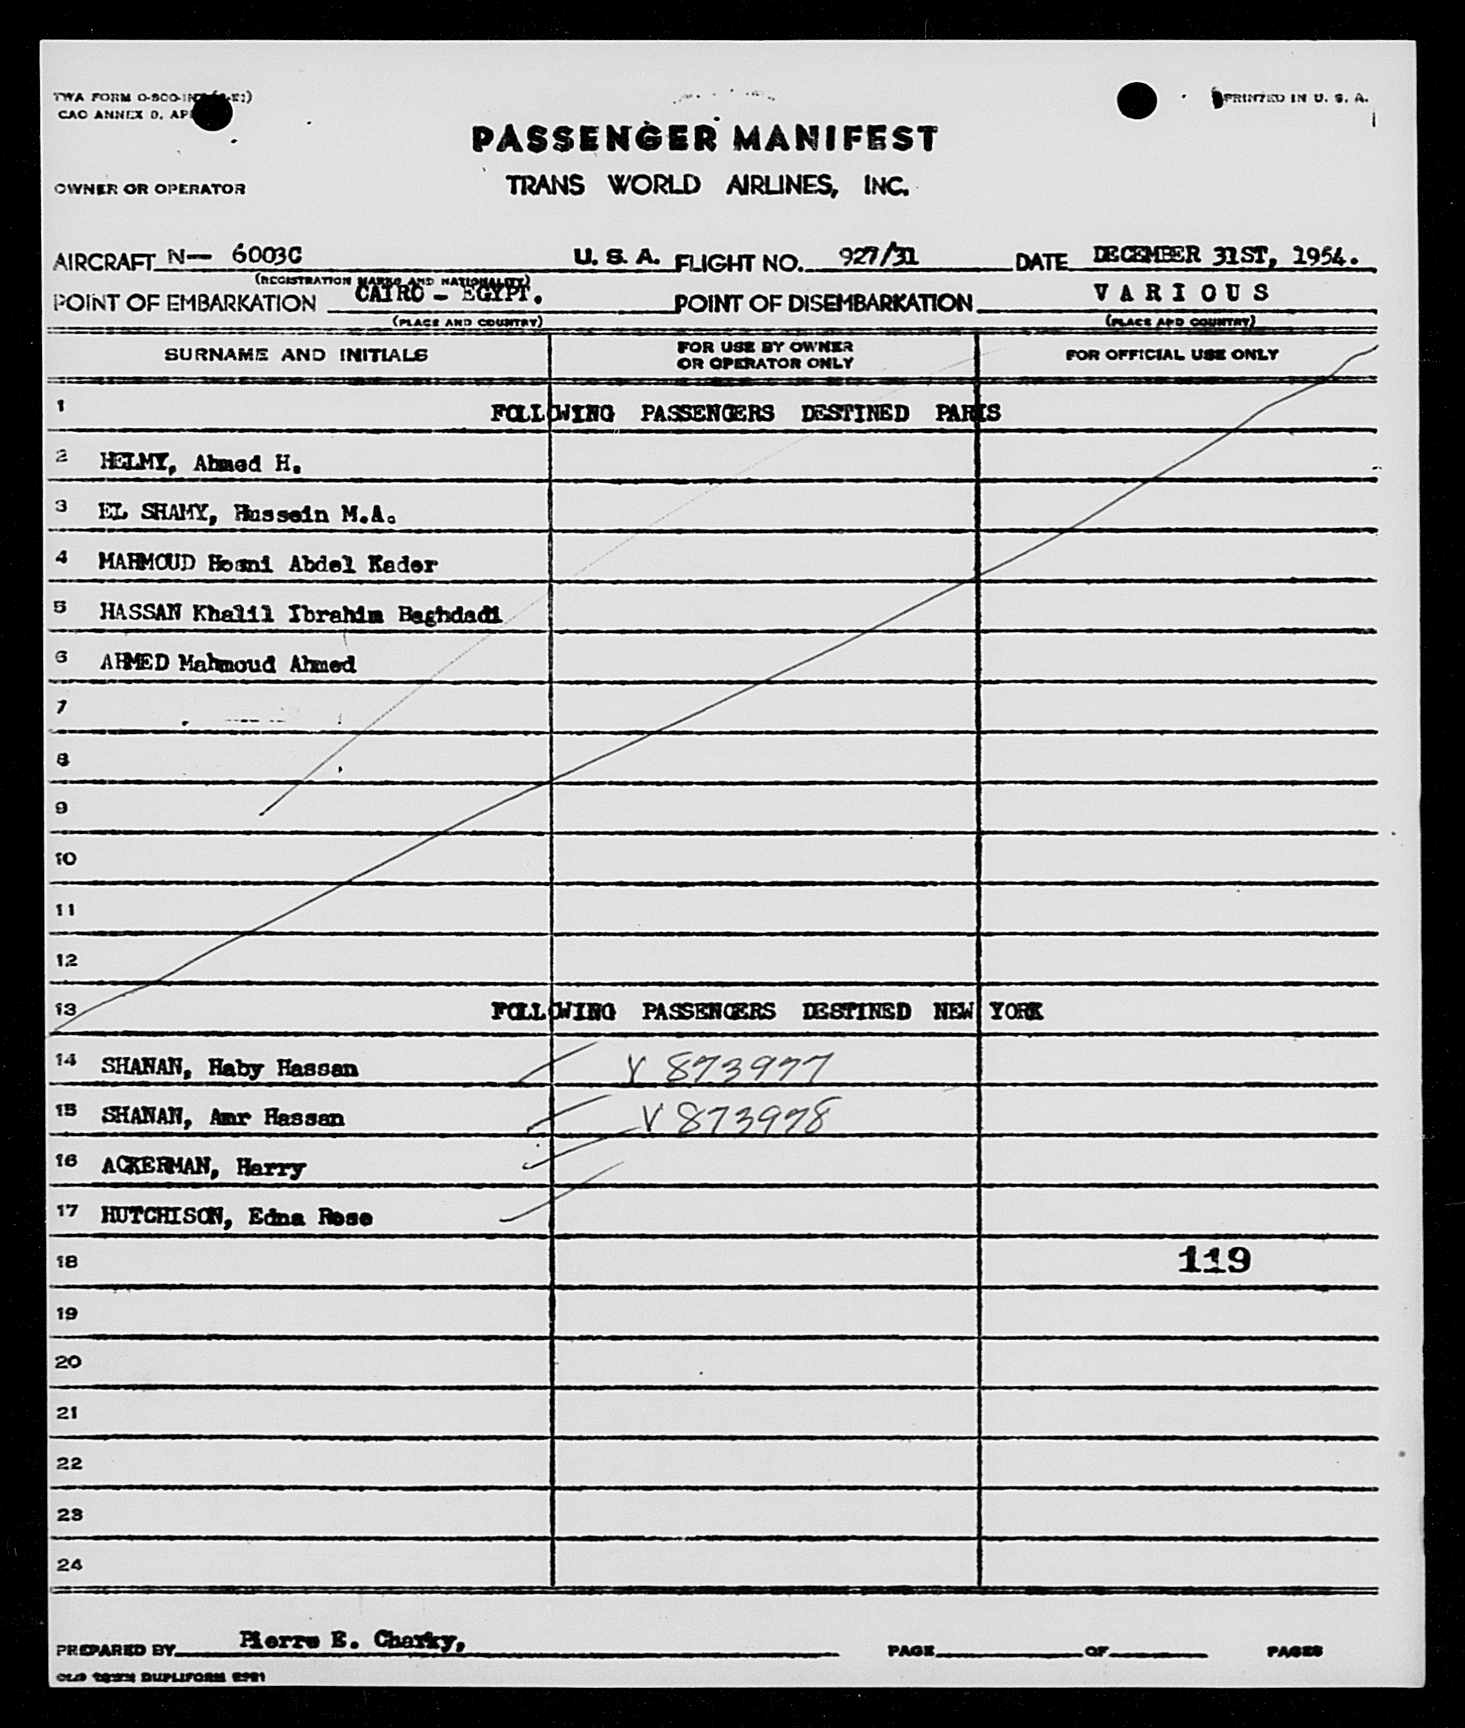 TWA FORM O-SCO-
CAO ANNEX D, AP
PRINTED IN U. S. A.
PASSENGER MANIFEST
OWNER OR OPERATOR
TRANS WORLD AIRLINES, INC.
AIRCRAFT N— 6003C U. S. A. FLIGHT NO. 927/31 DATE DECEMBER 31ST, 1954.
(REGISTRATION MARKS AND NATIONALITY)
POINT OF EMBARKATION CAIRO - EGYPT. POINT OF DISEMBARKATION VARIOUS
(PLACE AND COUNTRY) (PLACE AND COUNTRY)
SURNAME AND INITIALS FOR USE BY OWNER OR OPERATOR ONLY FOR OFFICIAL USE ONLY
1 FOLLOWING PASSENGERS DESTINED PARIS
2 HELMY, Ahmed H.
3 EL SHAMY, Hussein M.A.
4 MAHMOUD Hosni Abdel Kader
5 HASSAN Khalil Ibrahim Baghdadi
6 AHMED Mahmoud Ahmed
7
8
9
10
11
12
13 FOLLOWING PASSENGERS DESTINED NEW YORK
14 SHANAN, Haby Hassan V 873977
15 SHANAN, Amr Hassan V 873978
16 ACKERMAN, Harry
17 HUTCHISON, Edna Rose
18 119
19
20
21
22
23
24
PREPARED BY Pierre E. Charky, PAGE OF PAGES
OLD TOWN DUPLIFORM